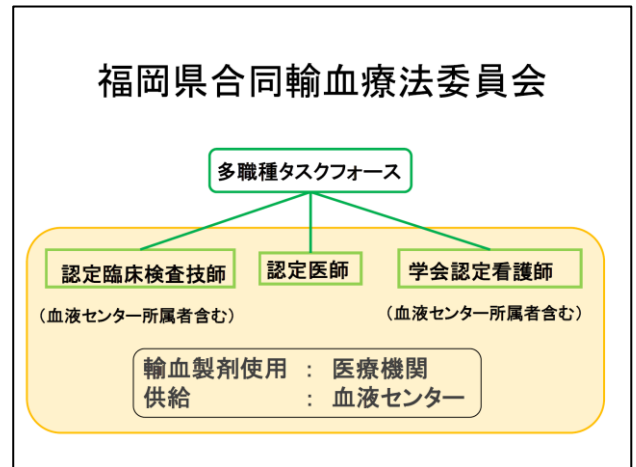 福岡県合同輸血療法委員会
多職種タスクフォース
認定臨床検査技師
認定医師
学会認定看護師
（血液センター所属者含む）
（血液センター所属者含む）
輸血製剤使用 ： 医療機関
供給 ： 血液センター